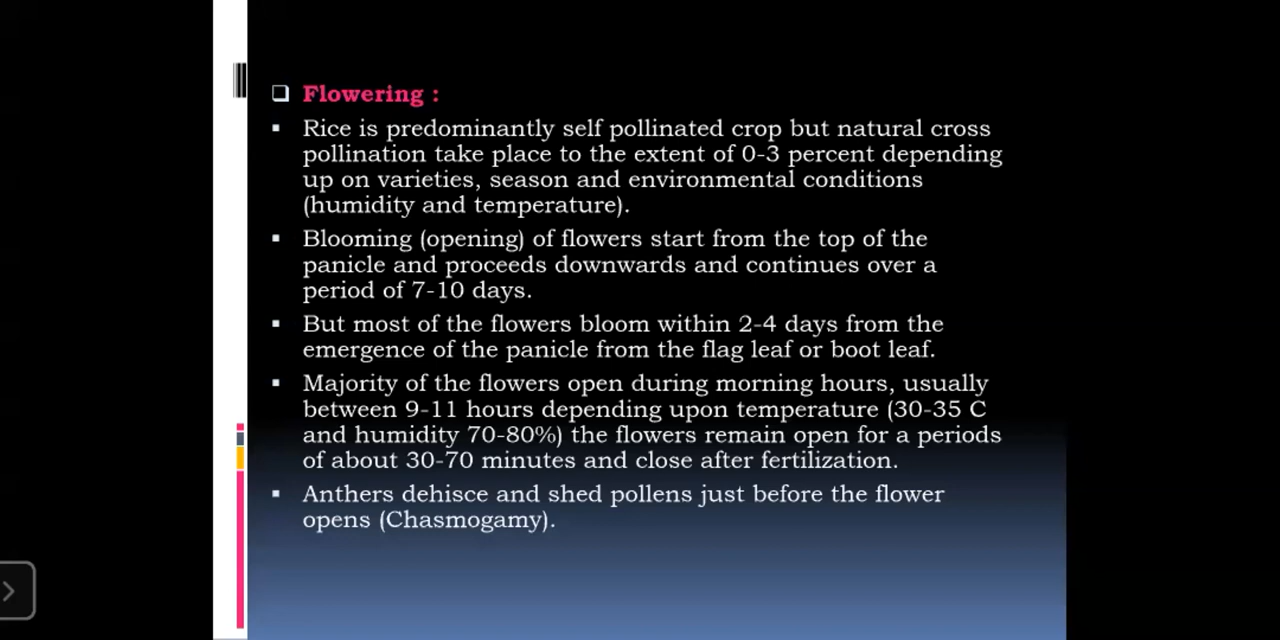 ❑ Flowering :
▪ Rice is predominantly self pollinated crop but natural cross
pollination take place to the extent of 0-3 percent depending
up on varieties, season and environmental conditions
(humidity and temperature).
▪ Blooming (opening) of flowers start from the top of the
panicle and proceeds downwards and continues over a
period of 7-10 days.
▪ But most of the flowers bloom within 2-4 days from the
emergence of the panicle from the flag leaf or boot leaf.
▪ Majority of the flowers open during morning hours, usually
between 9-11 hours depending upon temperature (30-35 C
and humidity 70-80%) the flowers remain open for a periods
of about 30-70 minutes and close after fertilization.
▪ Anthers dehisce and shed pollens just before the flower
opens (Chasmogamy).